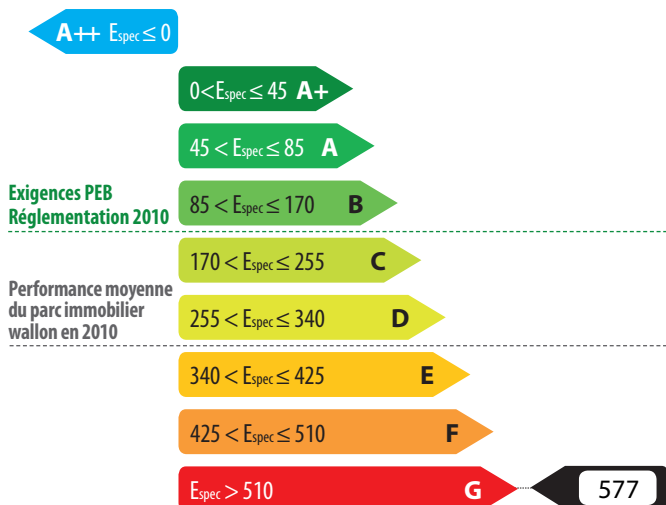 A++ Espec ≤ 0
0<Espec ≤ 45 A+
45 < Espec ≤ 85 A
Exigences PEB
Réglementation 2010
85 < Espec ≤ 170 B
170 < Espec ≤ 255 C
Performance moyenne
du parc immobilier
wallon en 2010
255 < Espec ≤ 340 D
340 < Espec ≤ 425 E
425 < Espec ≤ 510 F
Espec > 510 G 577